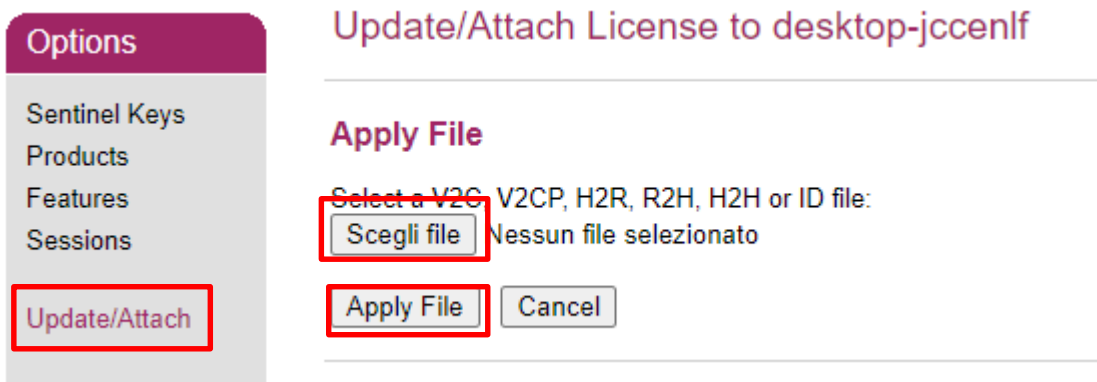 Options
Sentinel Keys
Products
Features
Sessions
Update/Attach
Update/Attach License to desktop-jccenlf
Apply File
Select a V2C, V2CP, H2R, R2H, H2H or ID file:
Scegli file Nessun file selezionato
Apply File Cancel